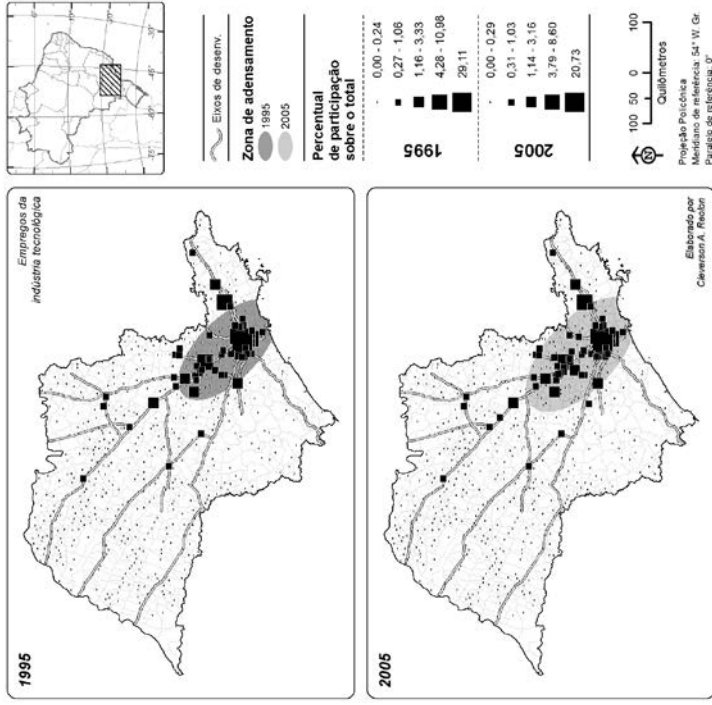 1995
Empregos da
indústria tecnológica
2005
Elaborado por
Cleverson A. Reolon
Eixos de desenv.
Zona de adensamento
1995
2005
Percentual
de participação
sobre o total
1995
0,00 - 0,24
0,27 - 1,06
1,16 - 3,33
4,28 - 10,98
29,11
2005
0,00 - 0,29
0,31 - 1,03
1,14 - 3,16
3,79 - 8,60
20,73
N
100 0 100
Quilômetros
Projeção Policônica
Meridiano de referência: 54° W. Gr.
Paralelo de referência: 0°